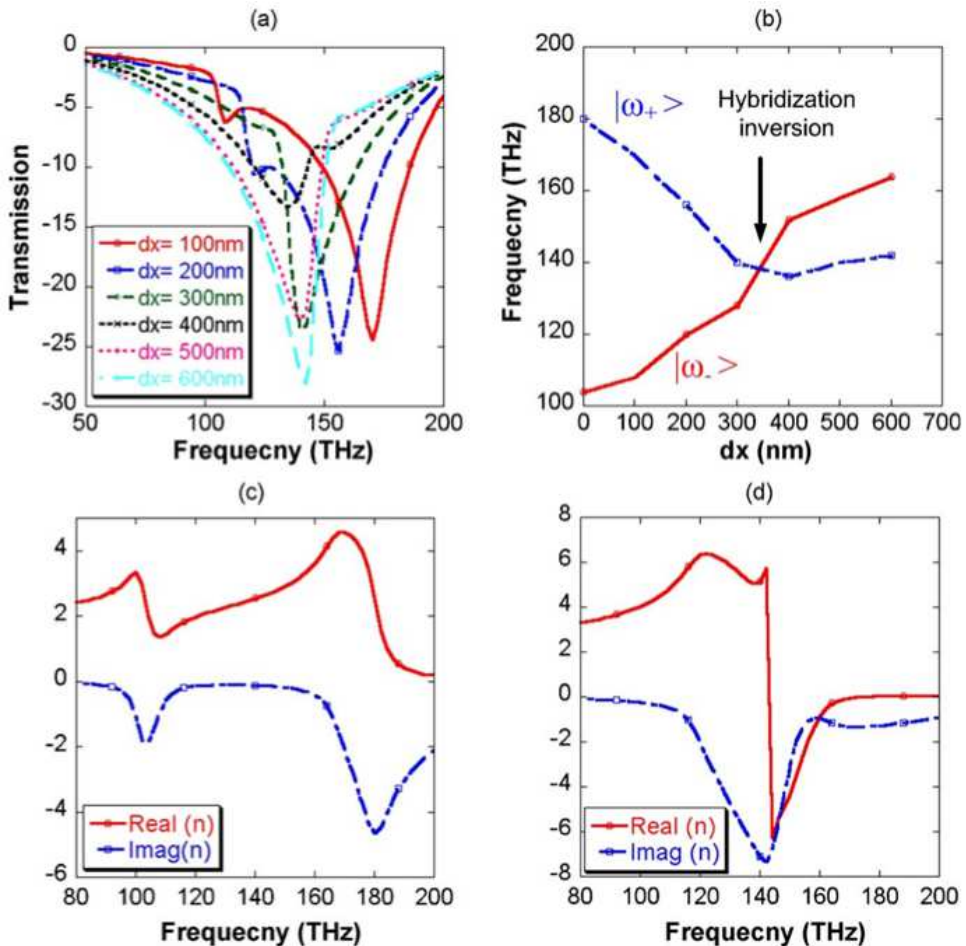 (a)
0
-5
-10
-15
-20
-25
-30
Transmission
dx= 100nm
dx= 200nm
dx= 300nm
dx= 400nm
dx= 500nm
dx= 600nm
50 100 150 200
Frequecny (THz)
(b)
200
180
160
140
120
100
Frequecny (THz)
|ω+>
Hybridization
inversion
|ω->
0 100 200 300 400 500 600 700
dx (nm)
(c)
4
2
0
-2
-4
-6
Real (n)
Imag(n)
80 100 120 140 160 180 200
Frequecny (THz)
(d)
8
6
4
2
0
-2
-4
-6
-8
Real (n)
Imag (n)
80 100 120 140 160 180 200
Frequecny (THz)